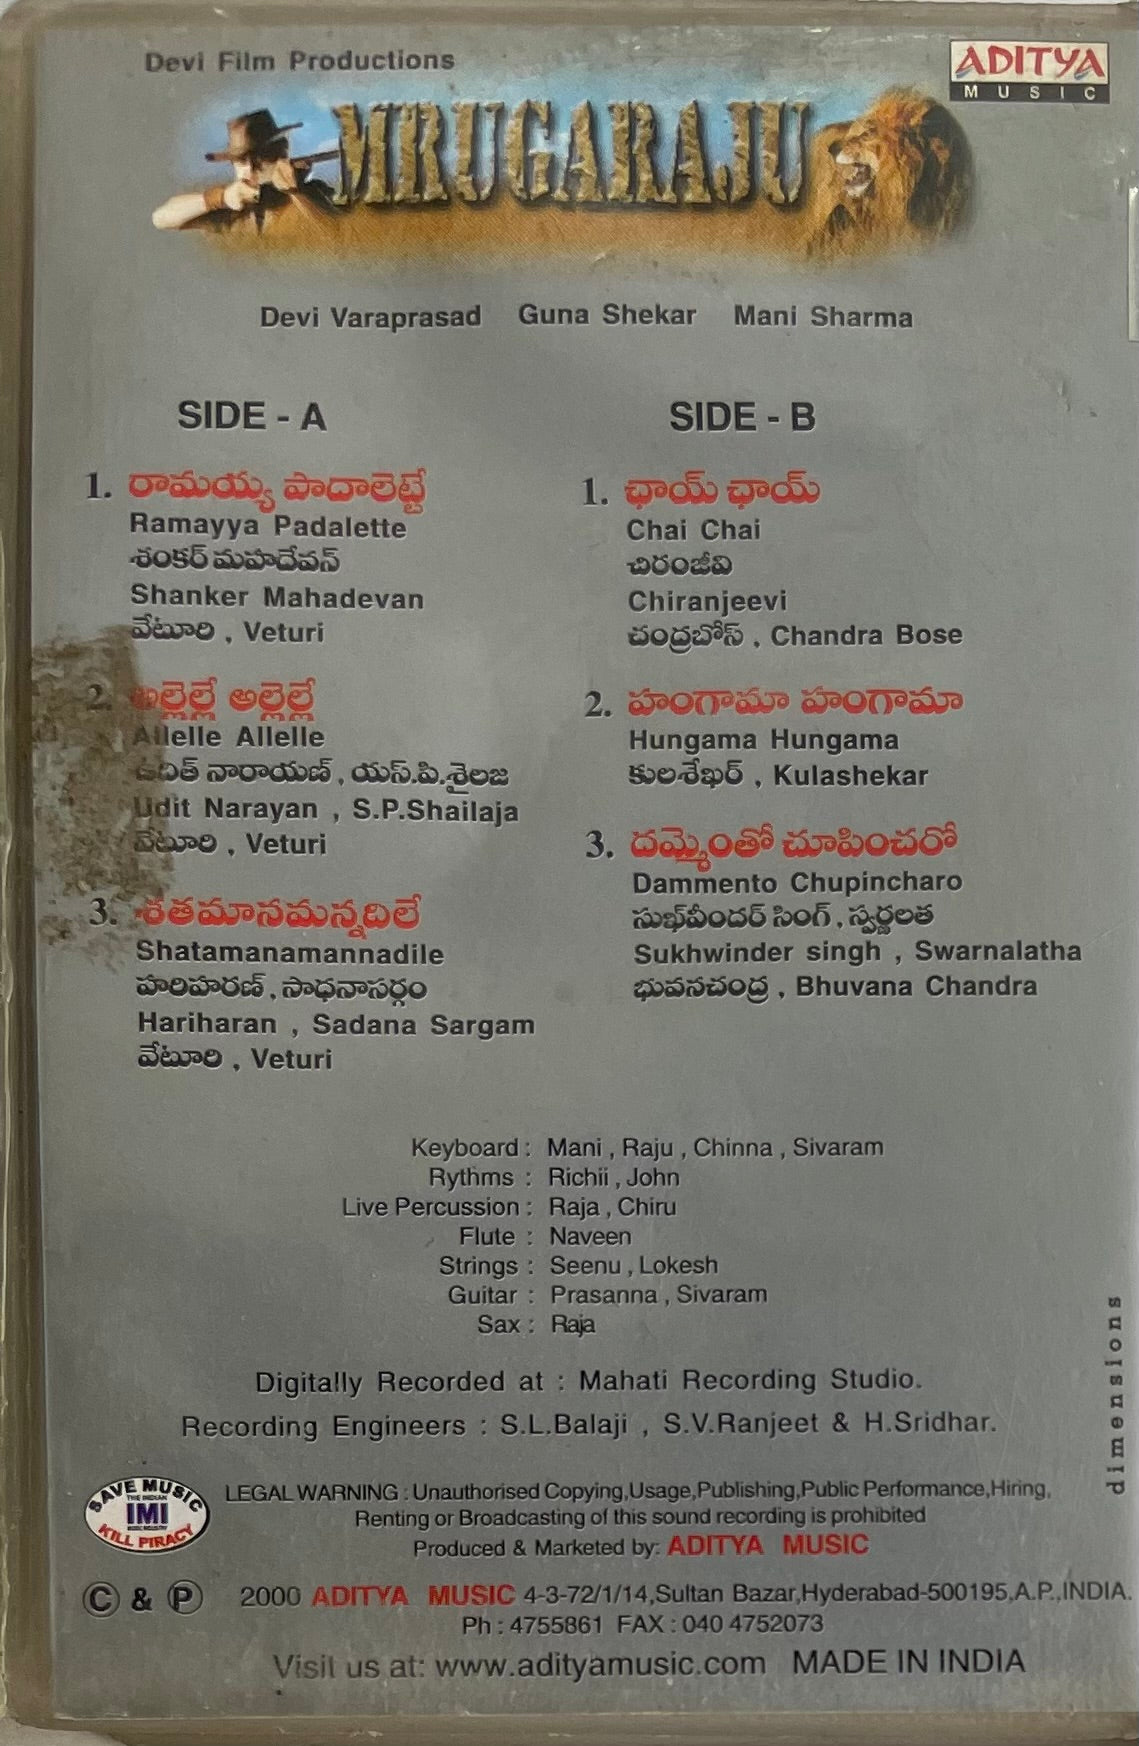 Devi Film Productions
ADITYA
MUSIC
MRUGARAJU
Devi Varaprasad Guna Shekar Mani Sharma
SIDE - A
1. రామయ్య పాదాలెట్టే
Ramayya Padalette
శంకర్ మహదేవన్
Shanker Mahadevan
వేటూరి , Veturi
2. అల్లెల్లే అల్లెల్లే
Allelle Allelle
ఉదిత్ నారాయణ్ , యస్.పి.శైలజ
Udit Narayan , S.P.Shailaja
వేటూరి , Veturi
3. శతమానమన్నదిలే
Shatamanamannadile
హరిహరణ్ , సాధనాసర్గం
Hariharan , Sadana Sargam
వేటూరి , Veturi
SIDE - B
1. ఛాయ్ ఛాయ్
Chai Chai
చిరంజీవి
Chiranjeevi
చంద్రబోస్ , Chandra Bose
2. హంగామా హంగామా
Hungama Hungama
కులశేఖర్ , Kulashekar
3. దమ్మెంతో చూపించరో
Dammento Chupincharo
సుఖ్‌వీందర్ సింగ్ , స్వర్ణలత
Sukhwinder singh , Swarnalatha
భువనచంద్ర , Bhuvana Chandra
Keyboard : Mani , Raju , Chinna , Sivaram
Rythms : Richii , John
Live Percussion : Raja , Chiru
Flute : Naveen
Strings : Seenu , Lokesh
Guitar : Prasanna , Sivaram
Sax : Raja
Digitally Recorded at : Mahati Recording Studio.
Recording Engineers : S.L.Balaji , S.V.Ranjeet & H.Sridhar.
dimensions
SAVE MUSIC
THE INDIAN
IMI
MUSIC INDUSTRY
KILL PIRACY
LEGAL WARNING : Unauthorised Copying,Usage,Publishing,Public Performance,Hiring,
Renting or Broadcasting of this sound recording is prohibited
Produced & Marketed by: ADITYA MUSIC
© & ℗ 2000 ADITYA MUSIC 4-3-72/1/14,Sultan Bazar,Hyderabad-500195,A.P.,INDIA.
Ph : 4755861 FAX : 040 4752073
Visit us at: www.adityamusic.com MADE IN INDIA